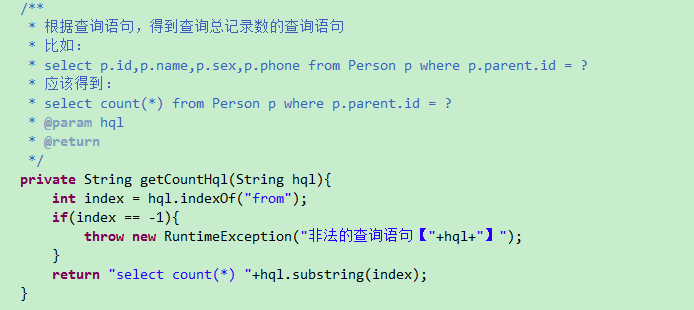 /**
 * 根据查询语句，得到查询总记录数的查询语句
 * 比如：
 * select p.id,p.name,p.sex,p.phone from Person p where p.parent.id = ?
 * 应该得到：
 * select count(*) from Person p where p.parent.id = ?
 * @param hql
 * @return
 */
private String getCountHql(String hql){
    int index = hql.indexOf("from");
    if(index == -1){
        throw new RuntimeException("非法的查询语句【"+hql+"】");
    }
    return "select count(*) "+hql.substring(index);
}